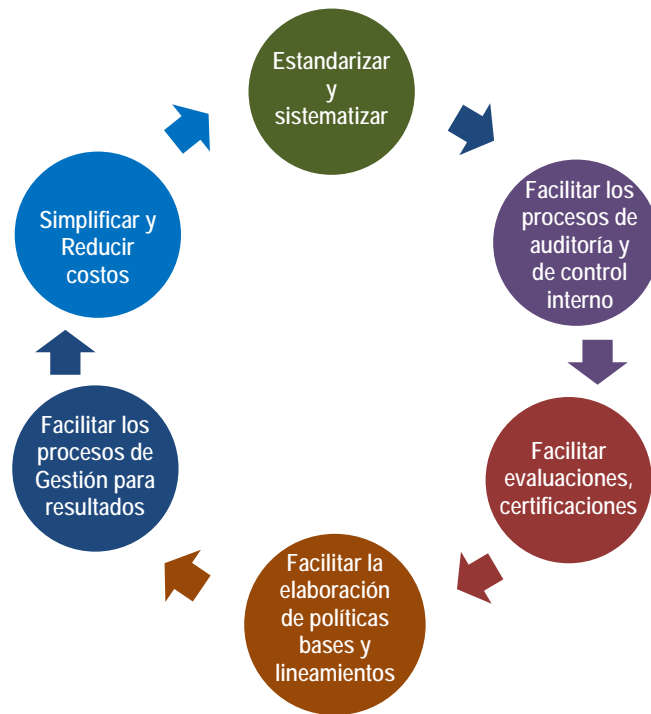 Estandarizar
y
sistematizar
Facilitar los
procesos de
auditoría y
de control
interno
Facilitar
evaluaciones,
certificaciones
Facilitar la
elaboración
de políticas
bases y
lineamientos
Facilitar los
procesos de
Gestión para
resultados
Simplificar y
Reducir
costos